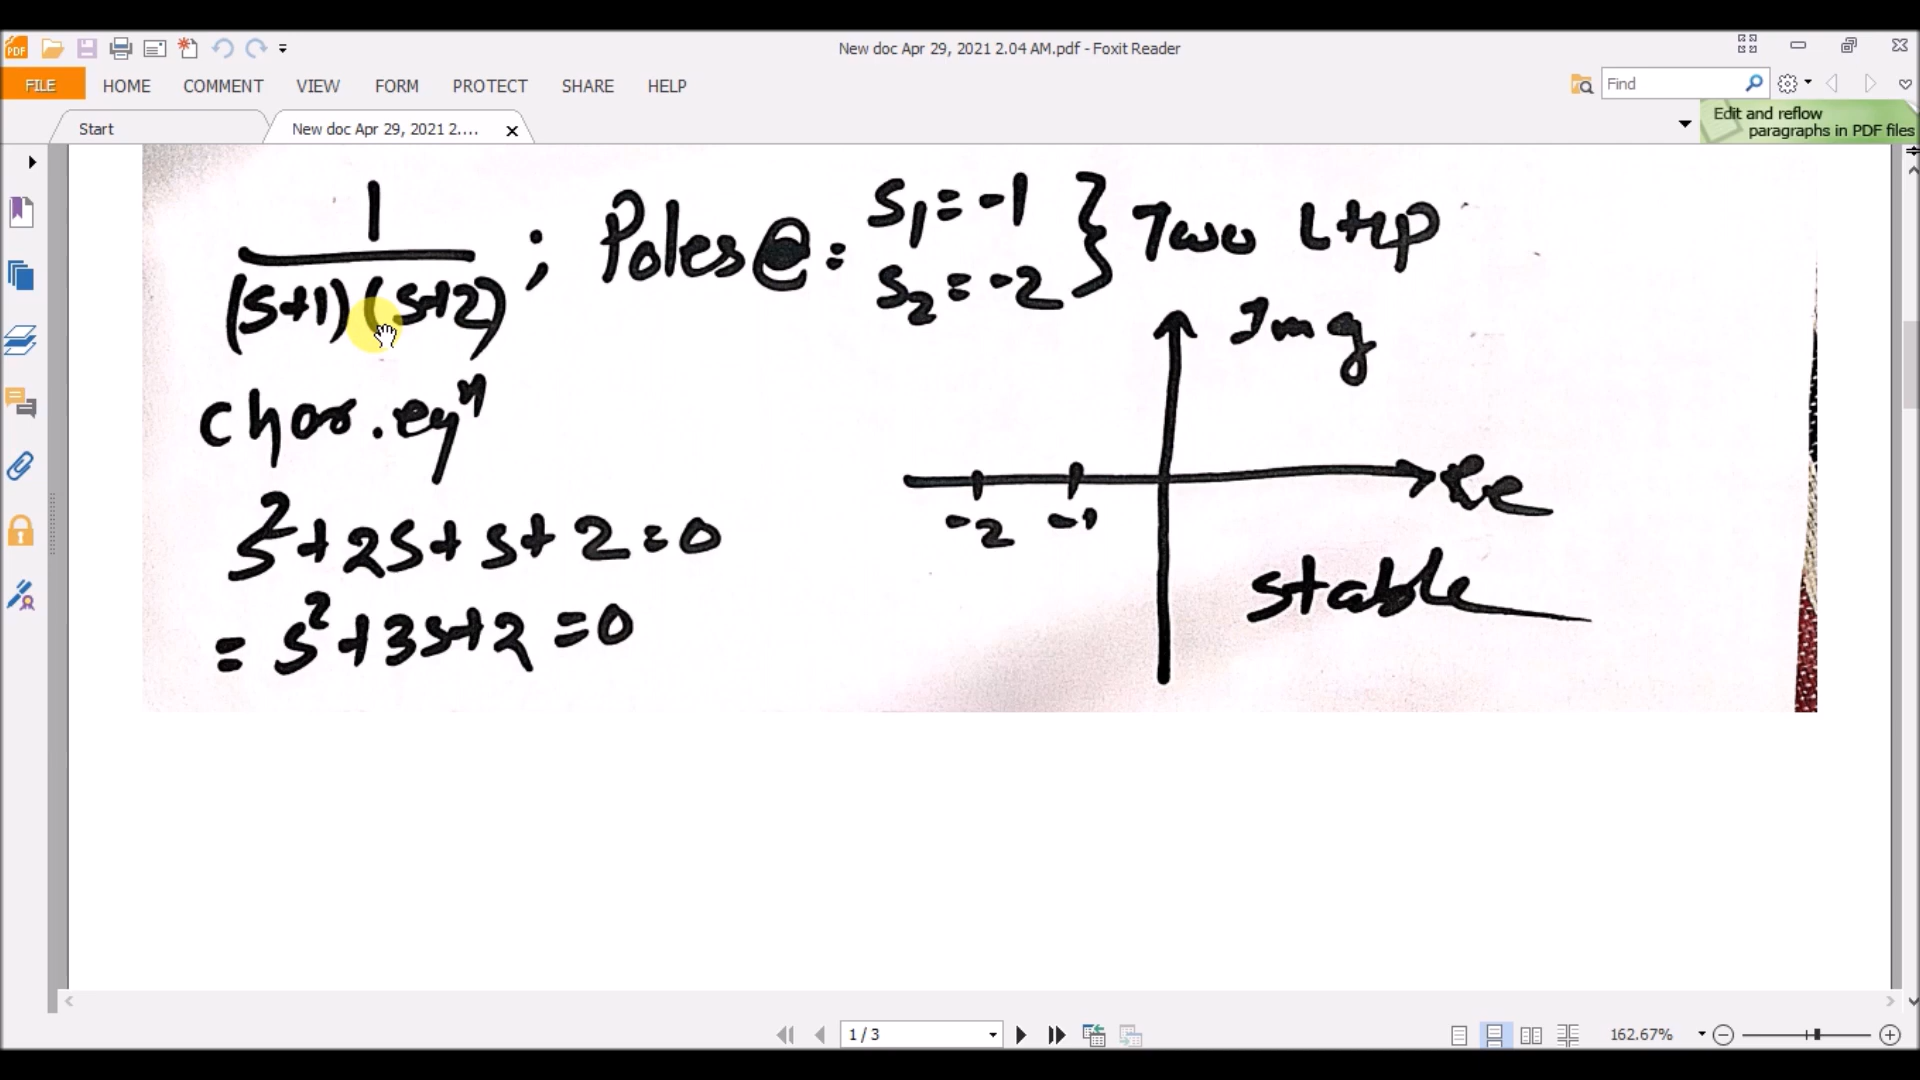 New doc Apr 29, 2021 2.04 AM.pdf - Foxit Reader
FILE HOME COMMENT VIEW FORM PROTECT SHARE HELP
Find
Start
New doc Apr 29, 2021 2....
Edit and reflow
paragraphs in PDF files
1 ; Poles @ = s₁ = -1 } Two LHP
(s+1)(s+2) s₂ = -2
Img
char. eqⁿ
Re
-2 -1
s² + 2s + s + 2 = 0
stable
= s² + 3s + 2 = 0
1 / 3
162.67%